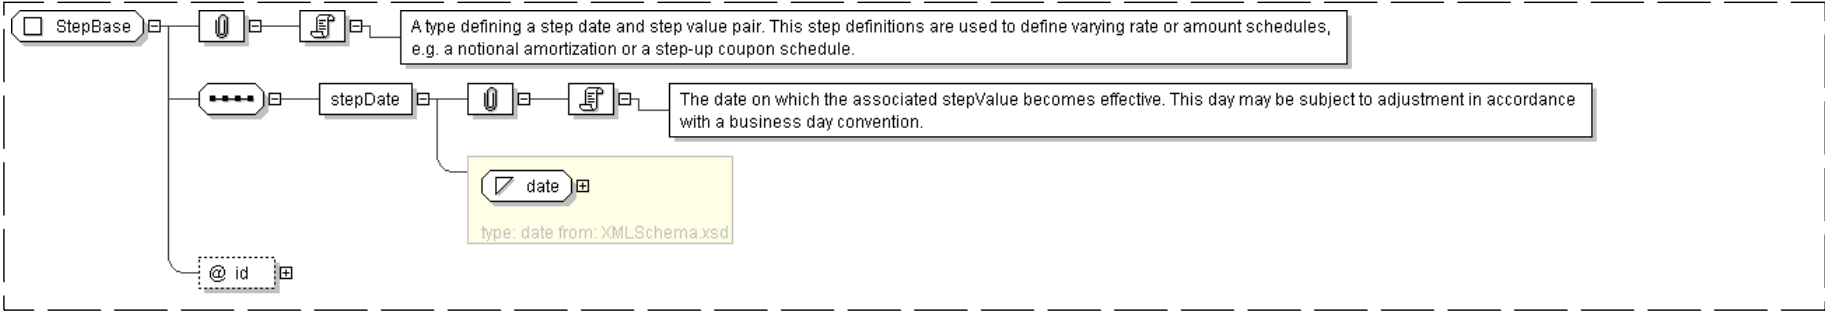 StepBase
A type defining a step date and step value pair. This step definitions are used to define varying rate or amount schedules,
e.g. a notional amortization or a step-up coupon schedule.
stepDate
The date on which the associated stepValue becomes effective. This day may be subject to adjustment in accordance
with a business day convention.
date
type: date from: XMLSchema.xsd
@ id